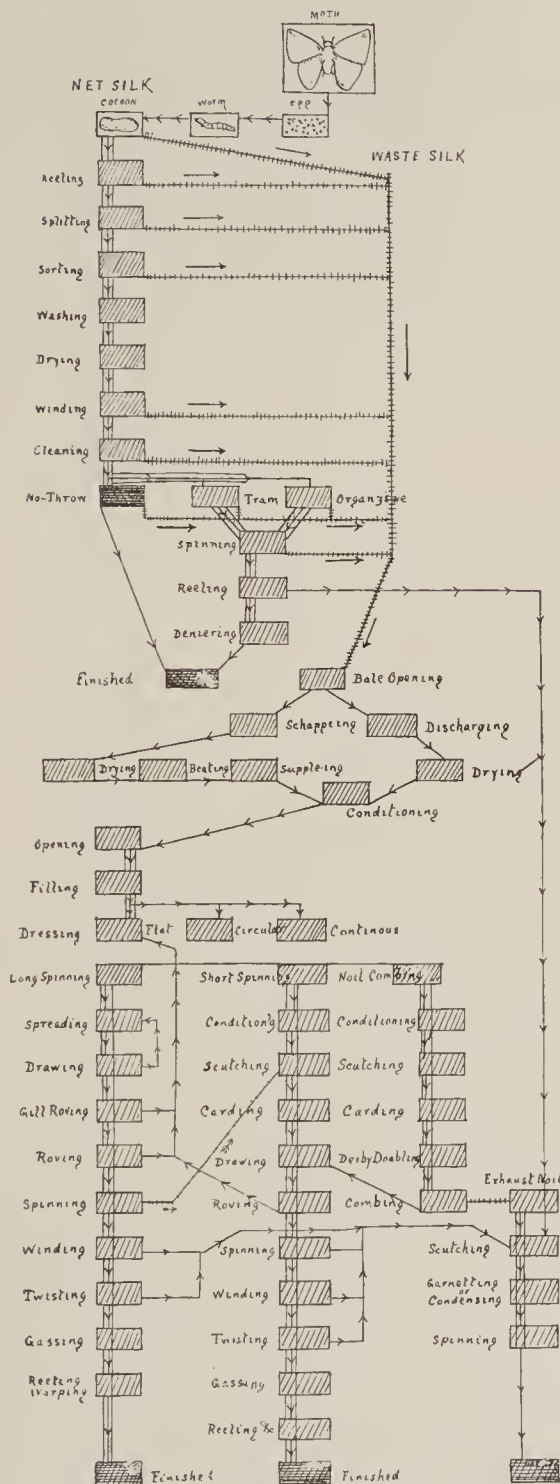 MOTH
NET SILK
COCOON
WORM
egg
WASTE SILK
Reeling
Splitting
Sorting
Washing
Drying
Winding
Cleaning
No-Throw
Tram
Organzine
Spinning
Reeling
Deniering
Finished
Bale Opening
Schappeing
Discharging
Drying
Beating
Suppleing
Drying
Conditioning
Opening
Filling
Dressing
Flat
Circular
Continous
Long Spinning
Short Spinning
Noil Combing
Spreading
Condition'g
Conditioning
Drawing
Scutching
Scutching
Gill Roving
Carding
Carding
Roving
Drawing
Derby Doubling
Spinning
Roving
Combing
Exhaust Noil
Winding
Spinning
Scutching
Twisting
Winding
Garnetting
or
Condensing
Gassing
Twisting
Spinning
Reeling
Warping
Gassing
Reeling &c
Finished
Finished